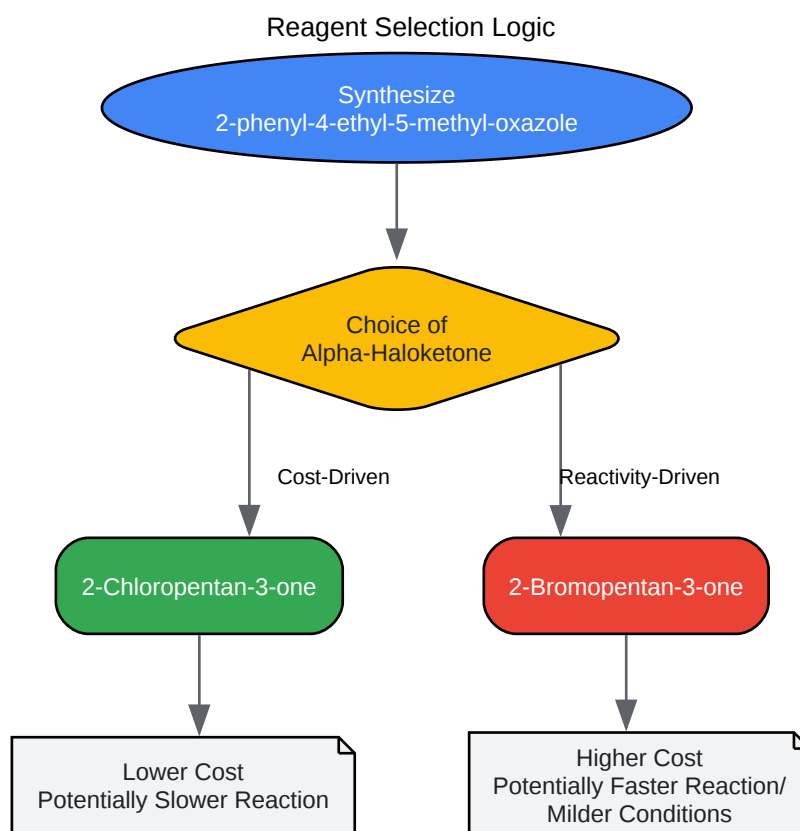 Reagent Selection Logic
Synthesize
2-phenyl-4-ethyl-5-methyl-oxazole
Choice of
Alpha-Haloketone
Cost-Driven
Reactivity-Driven
2-Chloropentan-3-one
2-Bromopentan-3-one
Lower Cost
Potentially Slower Reaction
Higher Cost
Potentially Faster Reaction/
Milder Conditions